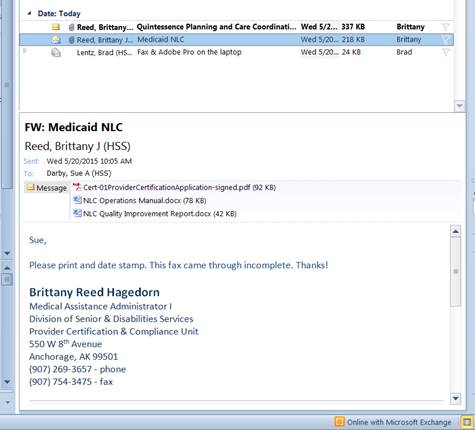 Date: Today
Reed, Brittany... Quintessence Planning and Care Coordinati... Wed 5/2... 337 KB Brittany
Reed, Brittany J... Medicaid NLC Wed 5/20... 218 KB Brittany
Lentz, Brad (HS... Fax & Adobe Pro on the laptop Wed 5/20... 24 KB Brad
FW: Medicaid NLC
Reed, Brittany J (HSS)
Sent: Wed 5/20/2015 10:05 AM
To: Darby, Sue A (HSS)
Message Cert-01ProviderCertificationApplication-signed.pdf (92 KB)
NLC Operations Manual.docx (78 KB)
NLC Quality Improvement Report.docx (42 KB)
Sue,
Please print and date stamp. This fax came through incomplete. Thanks!
Brittany Reed Hagedorn
Medical Assistance Administrator I
Division of Senior & Disabilities Services
Provider Certification & Compliance Unit
550 W 8th Avenue
Anchorage, AK 99501
(907) 269-3657 - phone
(907) 754-3475 - fax
Online with Microsoft Exchange